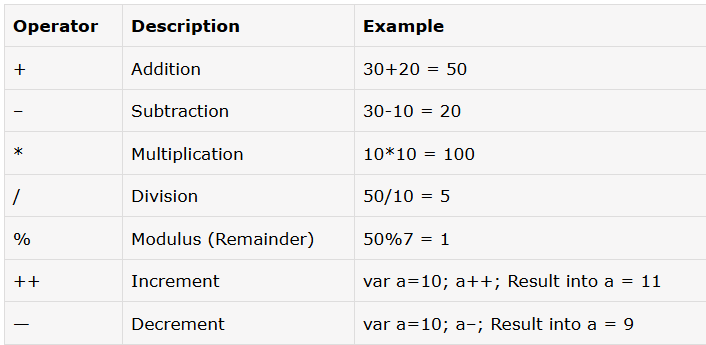 Operator Description Example
+ Addition 30+20 = 50
– Subtraction 30-10 = 20
* Multiplication 10*10 = 100
/ Division 50/10 = 5
% Modulus (Remainder) 50%7 = 1
++ Increment var a=10; a++; Result into a = 11
— Decrement var a=10; a–; Result into a = 9